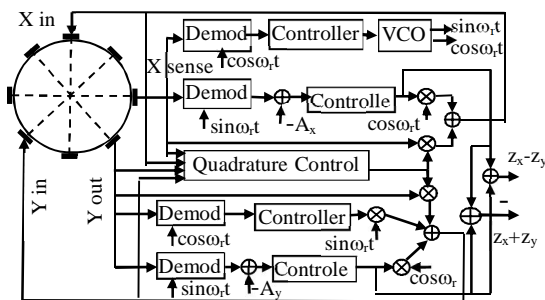 X in
Demod
Controller
VCO
sinωrt
cosωrt
cosωrt
X sense
Demod
Controlle
sinωrt
-Ax
cosωrt
Quadrature Control
zx-zy
-
zx+zy
Y in
Y out
Demod
Controller
cosωrt
sinωrt
Demod
Controle
sinωrt
-Ay
cosωr